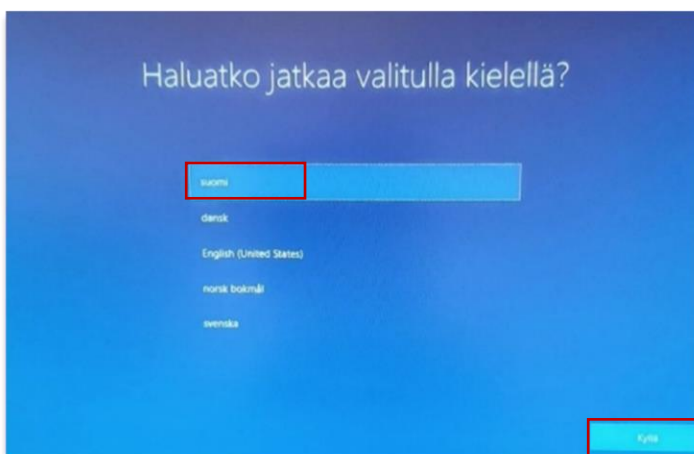 Haluatko jatkaa valitulla kielellä?
suomi
dansk
English (United States)
norsk bokmål
svenska
Kyllä